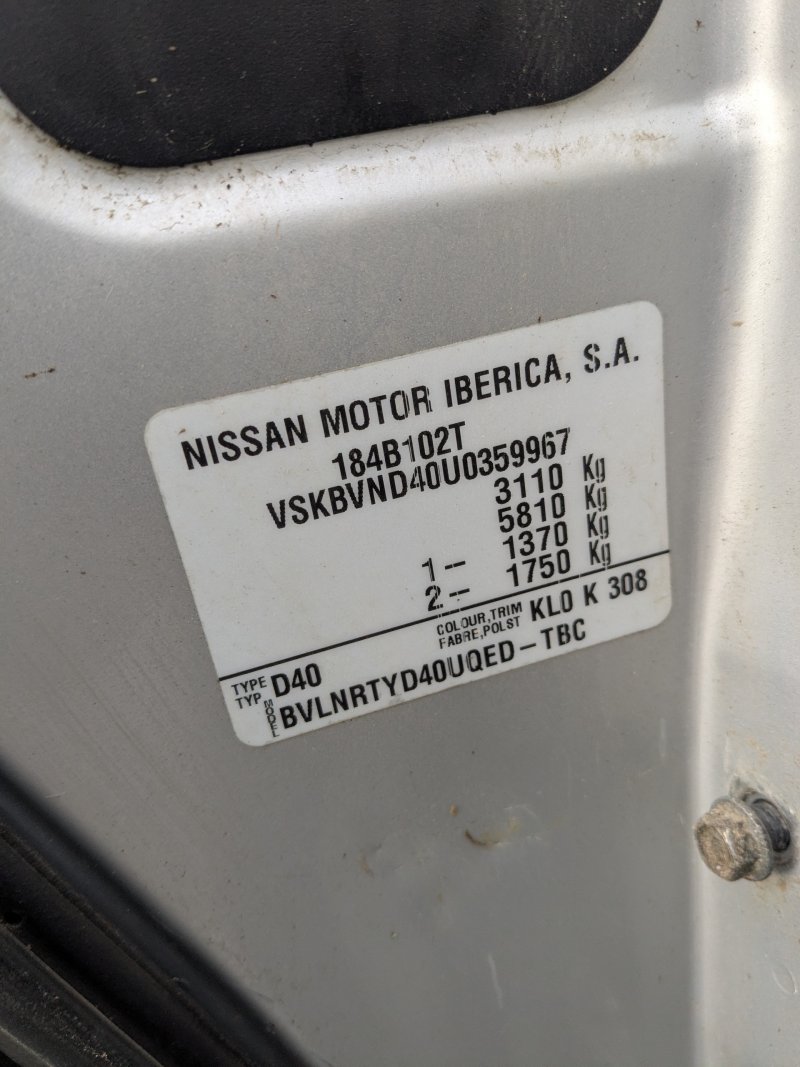 NISSAN MOTOR IBERICA, S.A.
184B102T
VSKBVND40U0359967
3110 Kg
5810 Kg
1-- 1370 Kg
2-- 1750 Kg
COLOUR,TRIM
FABRE,POLST KL0 K 308
TYPE
TYP D40
MODEL BVLNRTYD40UQED-TBC